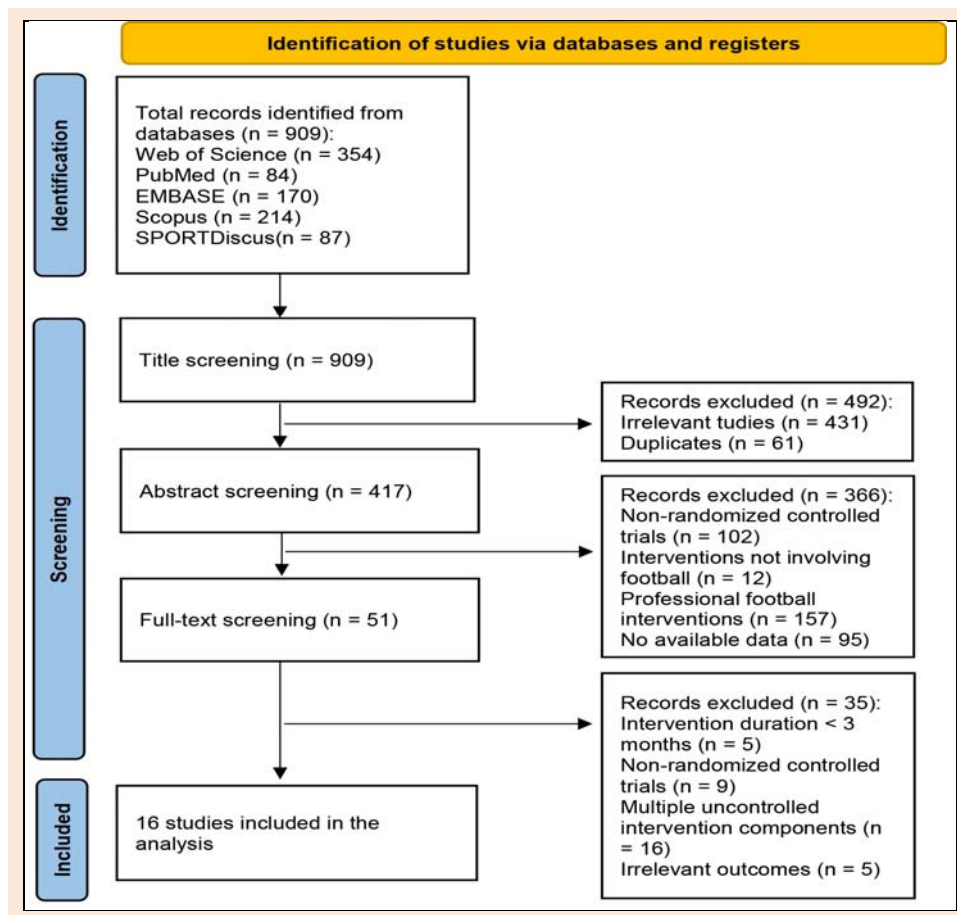 Identification of studies via databases and registers
Identification
Total records identified from
databases (n = 909):
Web of Science (n = 354)
PubMed (n = 84)
EMBASE (n = 170)
Scopus (n = 214)
SPORTDiscus(n = 87)
Screening
Title screening (n = 909)
Records excluded (n = 492):
Irrelevant tudies (n = 431)
Duplicates (n = 61)
Abstract screening (n = 417)
Records excluded (n = 366):
Non-randomized controlled
trials (n = 102)
Interventions not involving
football (n = 12)
Professional football
interventions (n = 157)
No available data (n = 95)
Full-text screening (n = 51)
Records excluded (n = 35):
Intervention duration < 3
months (n = 5)
Non-randomized controlled
trials (n = 9)
Multiple uncontrolled
intervention components (n
= 16)
Irrelevant outcomes (n = 5)
Included
16 studies included in the
analysis